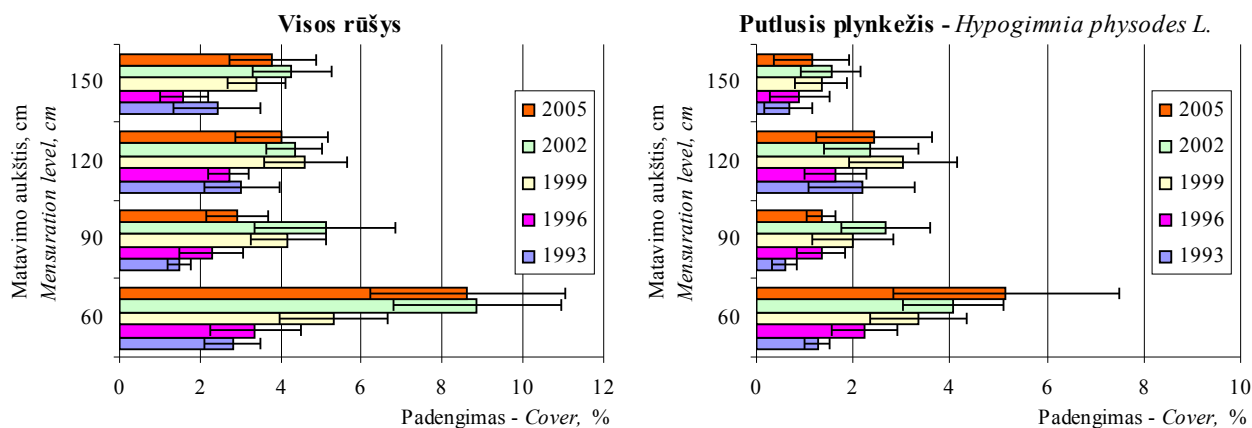 Visos rūšys
Matavimo aukštis, cm
Mensuration level, cm
150
120
90
60
2005
2002
1999
1996
1993
0 2 4 6 8 10 12
Padengimas - Cover, %
Putlusis plynkežis - Hypogimnia physodes L.
Matavimo aukštis, cm
Mensuration level, cm
150
120
90
60
2005
2002
1999
1996
1993
0 2 4 6 8 10
Padengimas - Cover, %